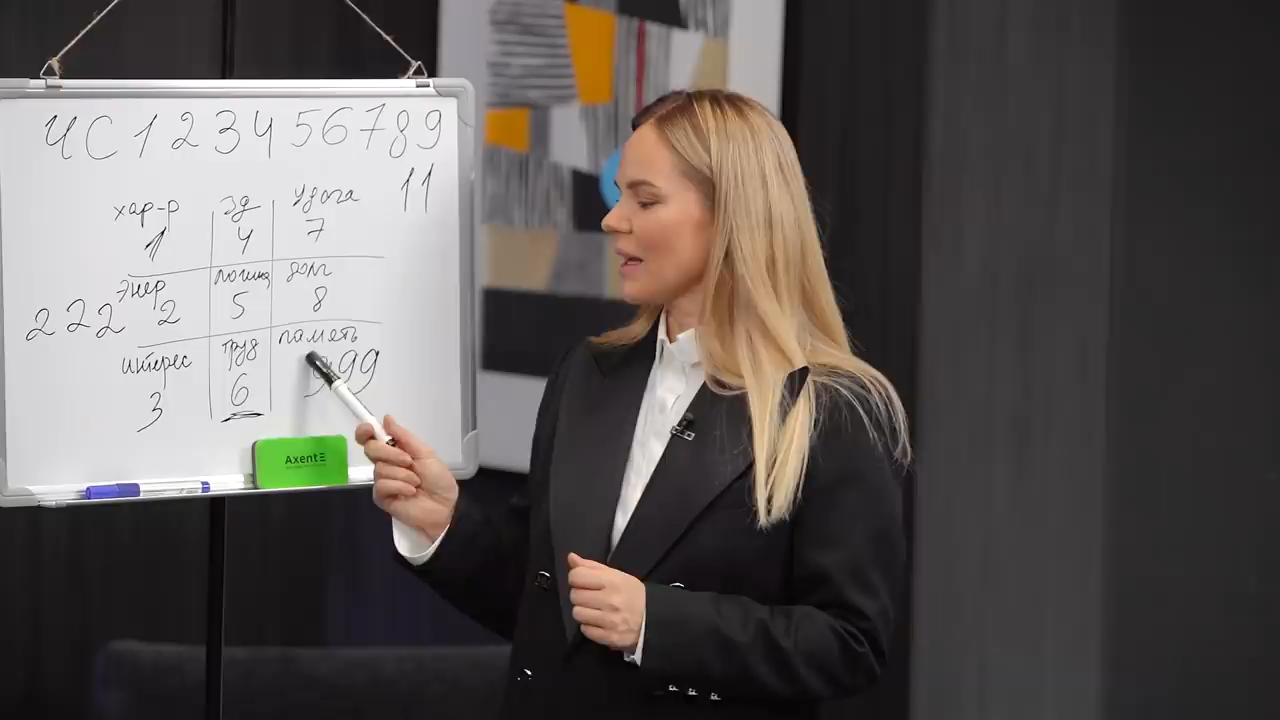 ЧС 1 2 3 4 5 6 7 8 9
11
хар-р зд удача
1 4 7
энер логика долг
222 2 5 8
интерес труд память
3 6 999
Axent